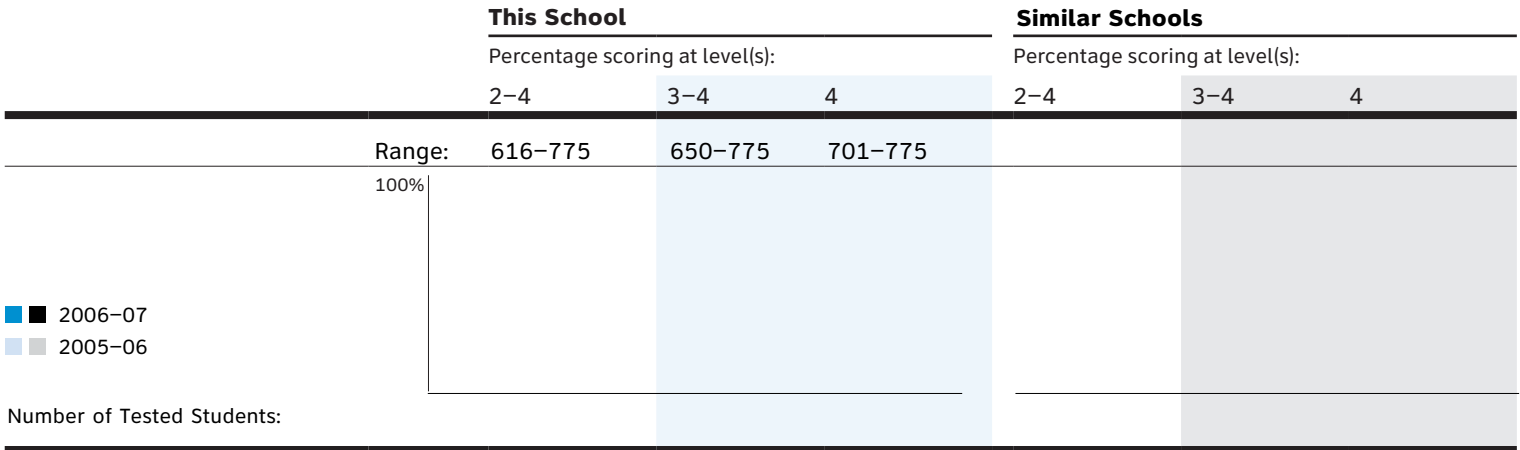 This School Similar Schools
Percentage scoring at level(s): Percentage scoring at level(s):
2–4 3–4 4 2–4 3–4 4
Range: 616–775 650–775 701–775
100%
2006–07
2005–06
Number of Tested Students: